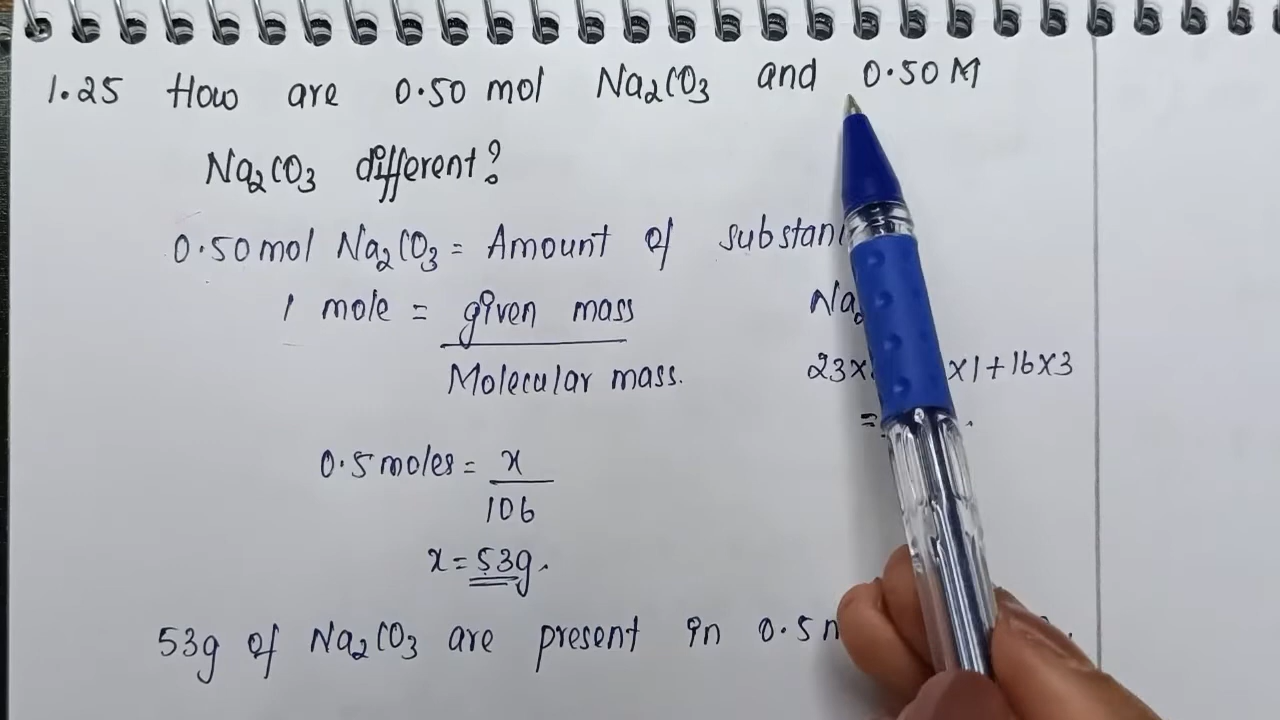 1.25 How are 0.50 mol Na₂CO₃ and 0.50 M
Na₂CO₃ different?
0.50 mol Na₂CO₃ = Amount of substan
1 mole = given mass
Molecular mass.
Na₂
23x x1+16x3
=
0.5 moles = x
106
x = 53g.
53g of Na₂CO₃ are present in 0.5